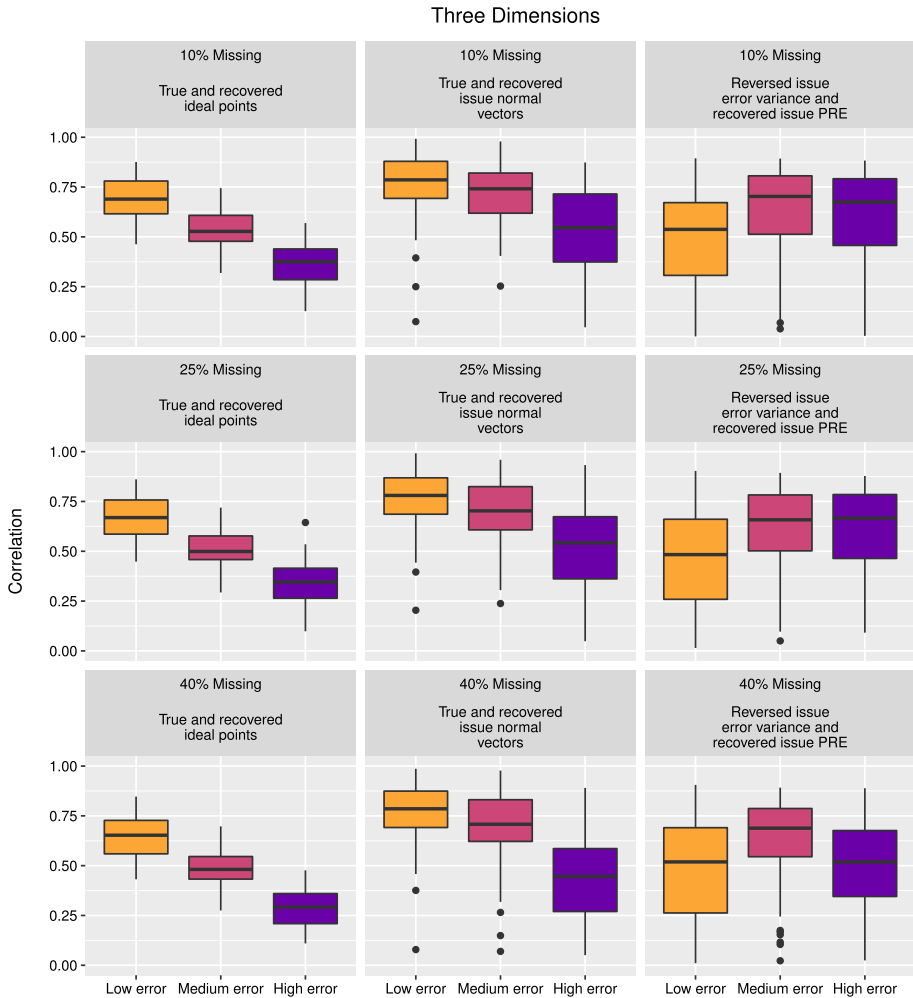 Three Dimensions
10% Missing
True and recovered
ideal points
10% Missing
True and recovered
issue normal
vectors
10% Missing
Reversed issue
error variance and
recovered issue PRE
1.00
0.75
0.50
0.25
0.00
25% Missing
True and recovered
ideal points
25% Missing
True and recovered
issue normal
vectors
25% Missing
Reversed issue
error variance and
recovered issue PRE
Correlation
1.00
0.75
0.50
0.25
0.00
40% Missing
True and recovered
ideal points
40% Missing
True and recovered
issue normal
vectors
40% Missing
Reversed issue
error variance and
recovered issue PRE
1.00
0.75
0.50
0.25
0.00
Low error Medium error High error
Low error Medium error High error
Low error Medium error High error